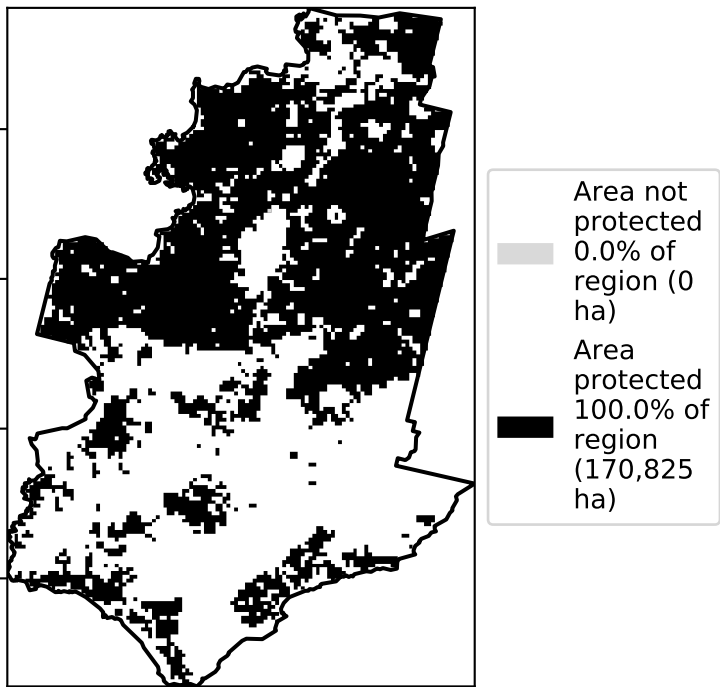 Area not
protected
0.0% of
region (0
ha)
Area
protected
100.0% of
region
(170,825
ha)